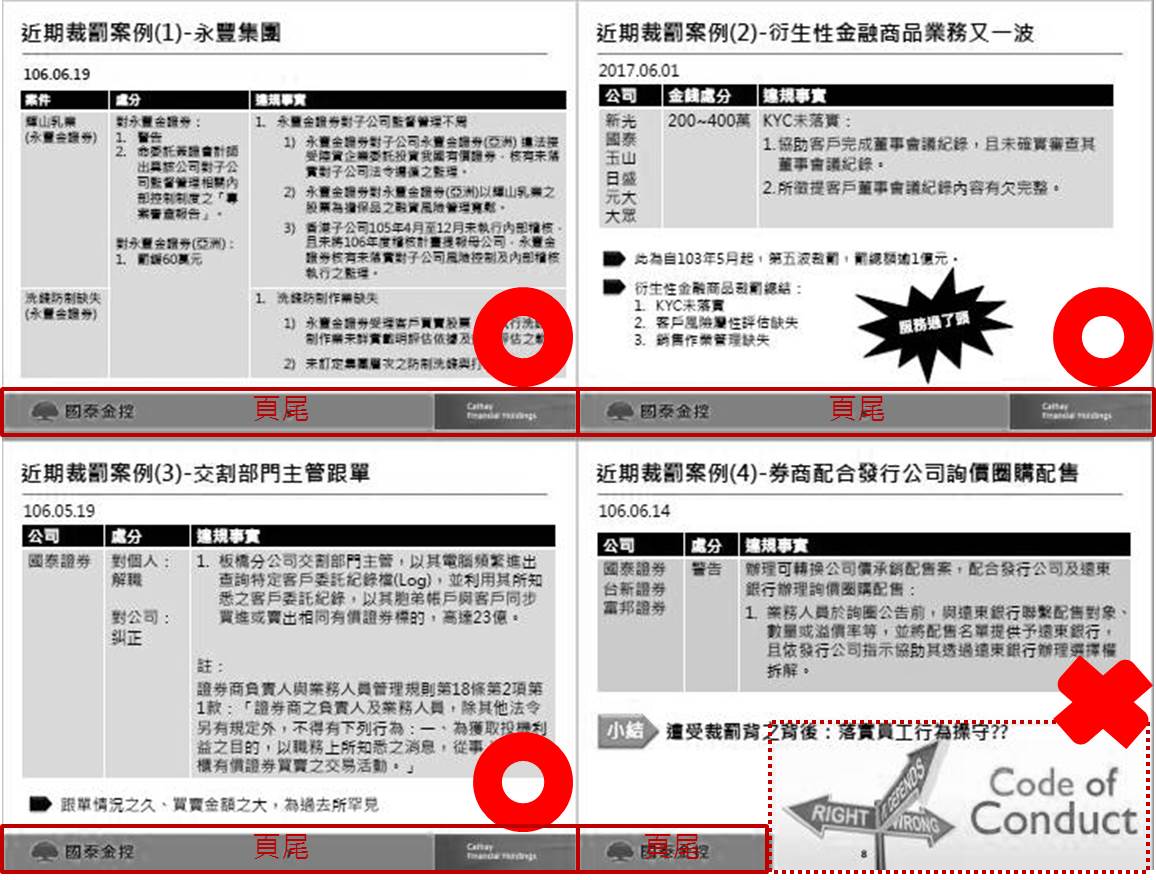 近期裁罰案例(1)-永豐集團
106.06.19
案件 處分 違規事實
輝山乳業
(永豐金證券)
對永豐金證券：
1. 警告
2. 命委託簽證會計師
出具該公司對子公
司監督管理相關內
部控制制度之「專
案審查報告」。
對永豐金證券(亞洲)：
1. 罰鍰60萬元
1. 永豐金證券對子公司監督管理不周
1) 永豐金證券對子公司永豐金證券(亞洲) 違法接
受陸資企業委託投資我國有價證券，核有未落
實對子公司法令遵循之監理。
2) 永豐金證券對永豐金證券(亞洲)以輝山乳業之
股票為擔保品之融資風險管理寬鬆。
3) 香港子公司105年4月至12月未執行內部稽核，
且未將106年度稽核計畫提報母公司，永豐金
證券核有未落實對子公司風險控制及內部稽核
執行之監理。
洗錢防制缺失
(永豐金證券)
1. 洗錢防制作業缺失
1) 永豐金證券受理客戶買賣股票 執行洗錢
制作業未詳實載明評估依據及 評估之
2) 未訂定集團層次之防制洗錢與打
國泰金控 頁尾 Cathay
Financial Holdings
近期裁罰案例(2)-衍生性金融商品業務又一波
2017.06.01
公司 金錢處分 違規事實
新光
國泰
玉山
日盛
元大
大眾
200~400萬
KYC未落實：
1.協助客戶完成董事會議紀錄，且未確實審查其
董事會議紀錄。
2.所徵提客戶董事會議紀錄內容有欠完整。
此為自103年5月起，第五波裁罰，罰總額逾1億元。
衍生性金融商品裁罰總結：
1. KYC未落實
2. 客戶風險屬性評估缺失
3. 銷售作業管理缺失
服務過了頭
國泰金控 頁尾 Cathay
Financial Holdings
近期裁罰案例(3)-交割部門主管跟單
106.05.19
公司 處分 違規事實
國泰證券
對個人：
解職
對公司：
糾正
1. 板橋分公司交割部門主管，以其電腦頻繁進出
查詢特定客戶委託紀錄檔(Log)，並利用其所知
悉之客戶委託紀錄，以其胞弟帳戶與客戶同步
買進或賣出相同有價證券標的，高達23億。
註：
證券商負責人與業務人員管理規則第18條第2項第
1款：「證券商之負責人及業務人員，除其他法令
另有規定外，不得有下列行為：一、為獲取投機利
益之目的，以職務上所知悉之消息，從事
櫃有價證券買賣之交易活動。」
跟單情況之久、買賣金額之大，為過去所罕見
國泰金控 頁尾 Cathay
Financial Holdings
近期裁罰案例(4)-券商配合發行公司詢價圈購配售
106.06.14
公司 處分 違規事實
國泰證券
台新證券
富邦證券
警告
辦理可轉換公司債承銷配售案，配合發行公司及遠東
銀行辦理詢價圈購配售：
1. 業務人員於詢圈公告前，與遠東銀行聯繫配售對象、
數量或溢價率等，並將配售名單提供予遠東銀行，
且依發行公司指示協助其透過遠東銀行辦理選擇權
拆解。
小結 遭受裁罰背之背後：落實員工行為操守??
RIGHT
IT DEPENDS
WRONG
Code of
Conduct
8
國泰金控 頁尾